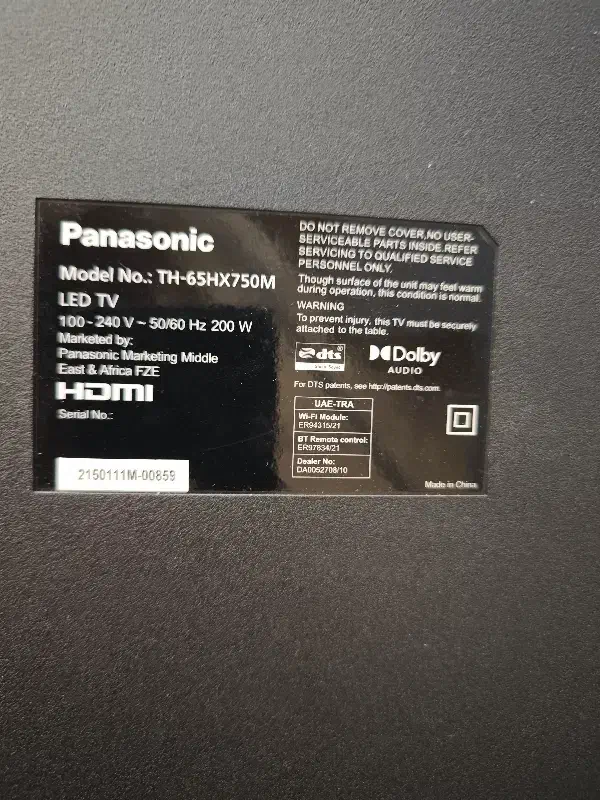 Panasonic
Model No.: TH-65HX750M
LED TV
100 - 240 V ~ 50/60 Hz 200 W
Marketed by:
Panasonic Marketing Middle
East & Africa FZE
HDMI
Serial No.:
2150111M-00859
DO NOT REMOVE COVER,NO USER-
SERVICEABLE PARTS INSIDE.REFER
SERVICING TO QUALIFIED SERVICE
PERSONNEL ONLY.
Though surface of the unit may feel warm
during operation, this condition is normal.
WARNING
To prevent injury, this TV must be securely
attached to the table.
dts
Dolby
AUDIO
For DTS patents, see http://patents.dts.com.
UAE-TRA
Wi-Fi Module:
ER94315/21
BT Remote control:
ER97834/21
Dealer No:
DA0052708/10
Made in China